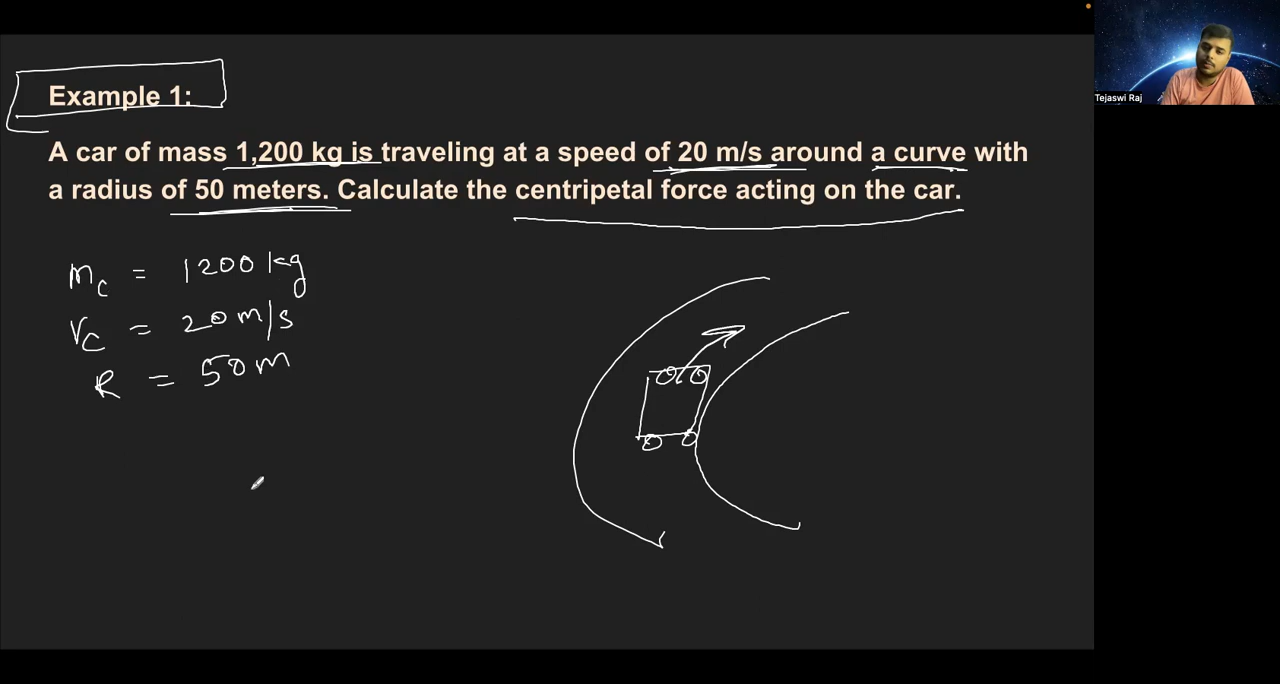 Example 1:
A car of mass 1,200 kg is traveling at a speed of 20 m/s around a curve with
a radius of 50 meters. Calculate the centripetal force acting on the car.
mc = 1200 kg
vc = 20 m/s
R = 50 m
Tejaswi Raj